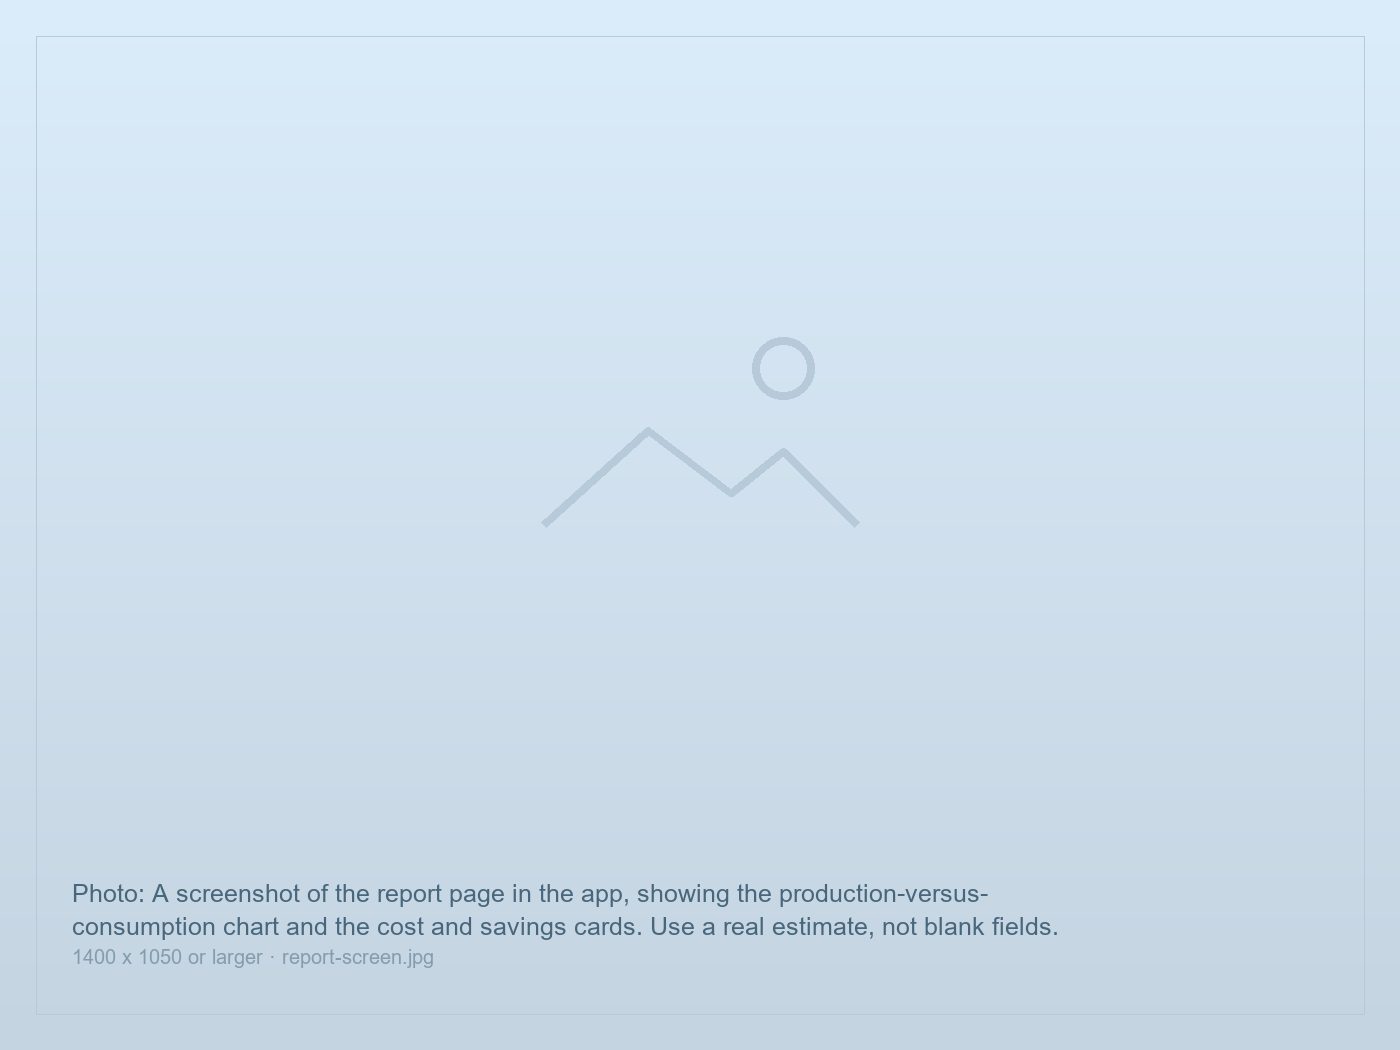 Photo: A screenshot of the report page in the app, showing the production-versus-
consumption chart and the cost and savings cards. Use a real estimate, not blank fields.
1400 x 1050 or larger · report-screen.jpg